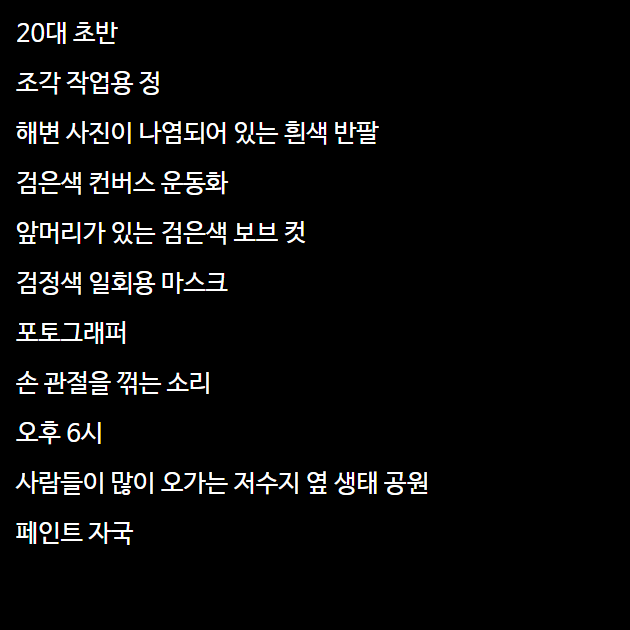 20대 초반
조각 작업용 정
해변 사진이 나염되어 있는 흰색 반팔
검은색 컨버스 운동화
앞머리가 있는 검은색 보브 컷
검정색 일회용 마스크
포토그래퍼
손 관절을 꺾는 소리
오후 6시
사람들이 많이 오가는 저수지 옆 생태 공원
페인트 자국